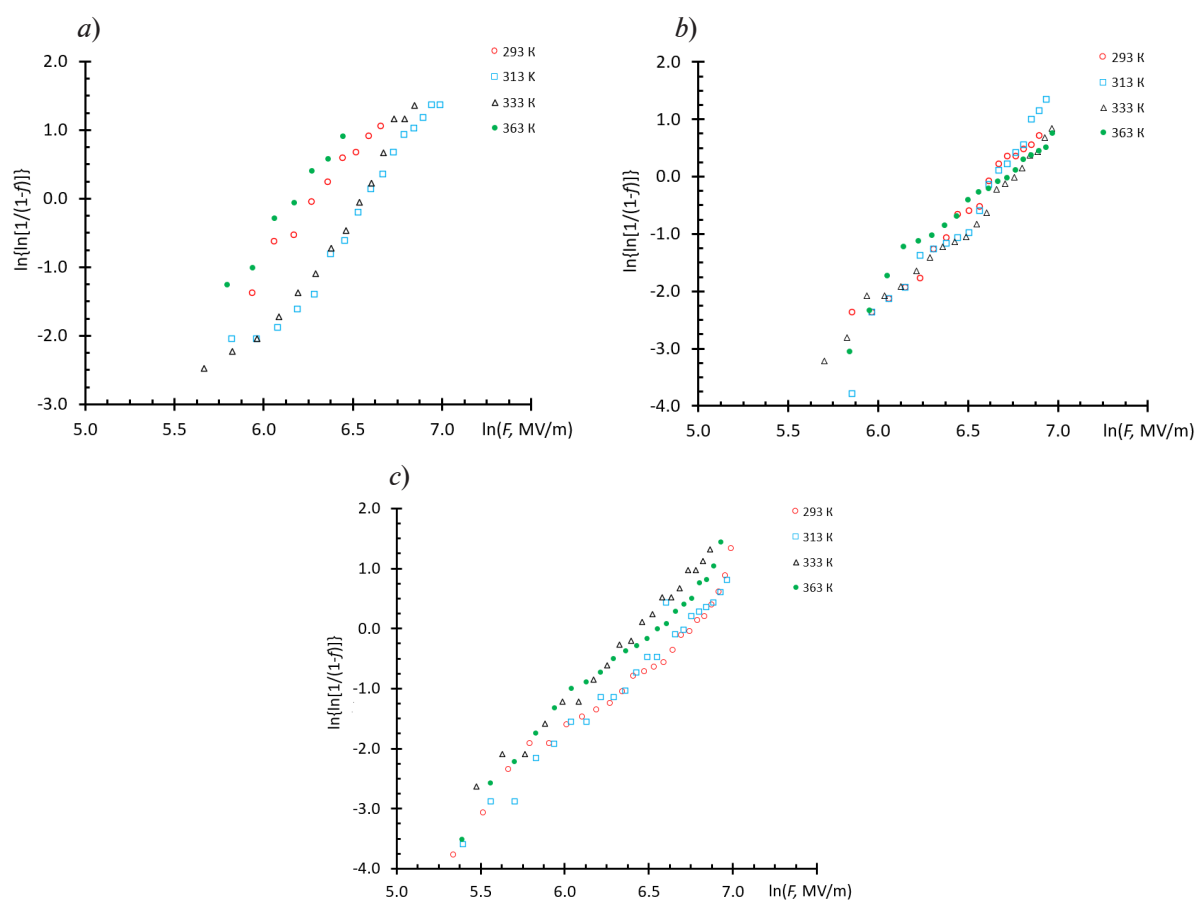 a)
ln{ln[1/(1-f)]}
2.0
1.0
0.0
-1.0
-2.0
-3.0
5.0 5.5 6.0 6.5 7.0 ln(F, MV/m)
293 K
313 K
333 K
363 K
b)
ln{ln[1/(1-f)]}
2.0
1.0
0.0
-1.0
-2.0
-3.0
-4.0
5.0 5.5 6.0 6.5 7.0 ln(F, MV/m)
293 K
313 K
333 K
363 K
c)
ln{ln[1/(1-f)]}
2.0
1.0
0.0
-1.0
-2.0
-3.0
-4.0
5.0 5.5 6.0 6.5 7.0 ln(F, MV/m)
293 K
313 K
333 K
363 K